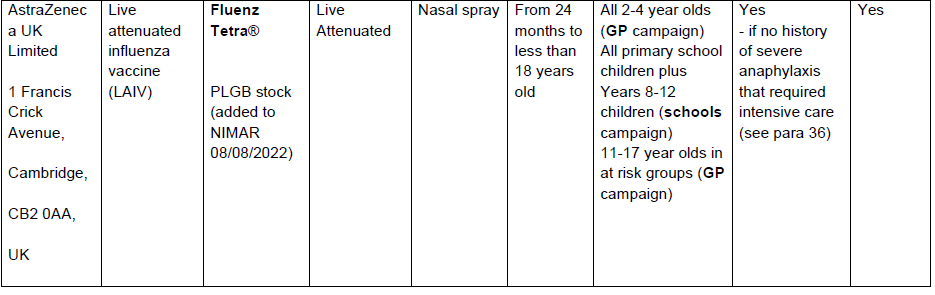 AstraZenec
a UK
Limited
1 Francis
Crick
Avenue,
Cambridge,
CB2 0AA,
UK
Live
attenuated
influenza
vaccine
(LAIV)
Fluenz
Tetra®
PLGB stock
(added to
NIMAR
08/08/2022)
Live
Attenuated
Nasal spray
From 24
months to
less than
18 years
old
All 2-4 year olds
(GP campaign)
All primary school
children plus
Years 8-12
children (schools
campaign)
11-17 year olds in
at risk groups (GP
campaign)
Yes
- if no history
of severe
anaphylaxis
that required
intensive care
(see para 36)
Yes